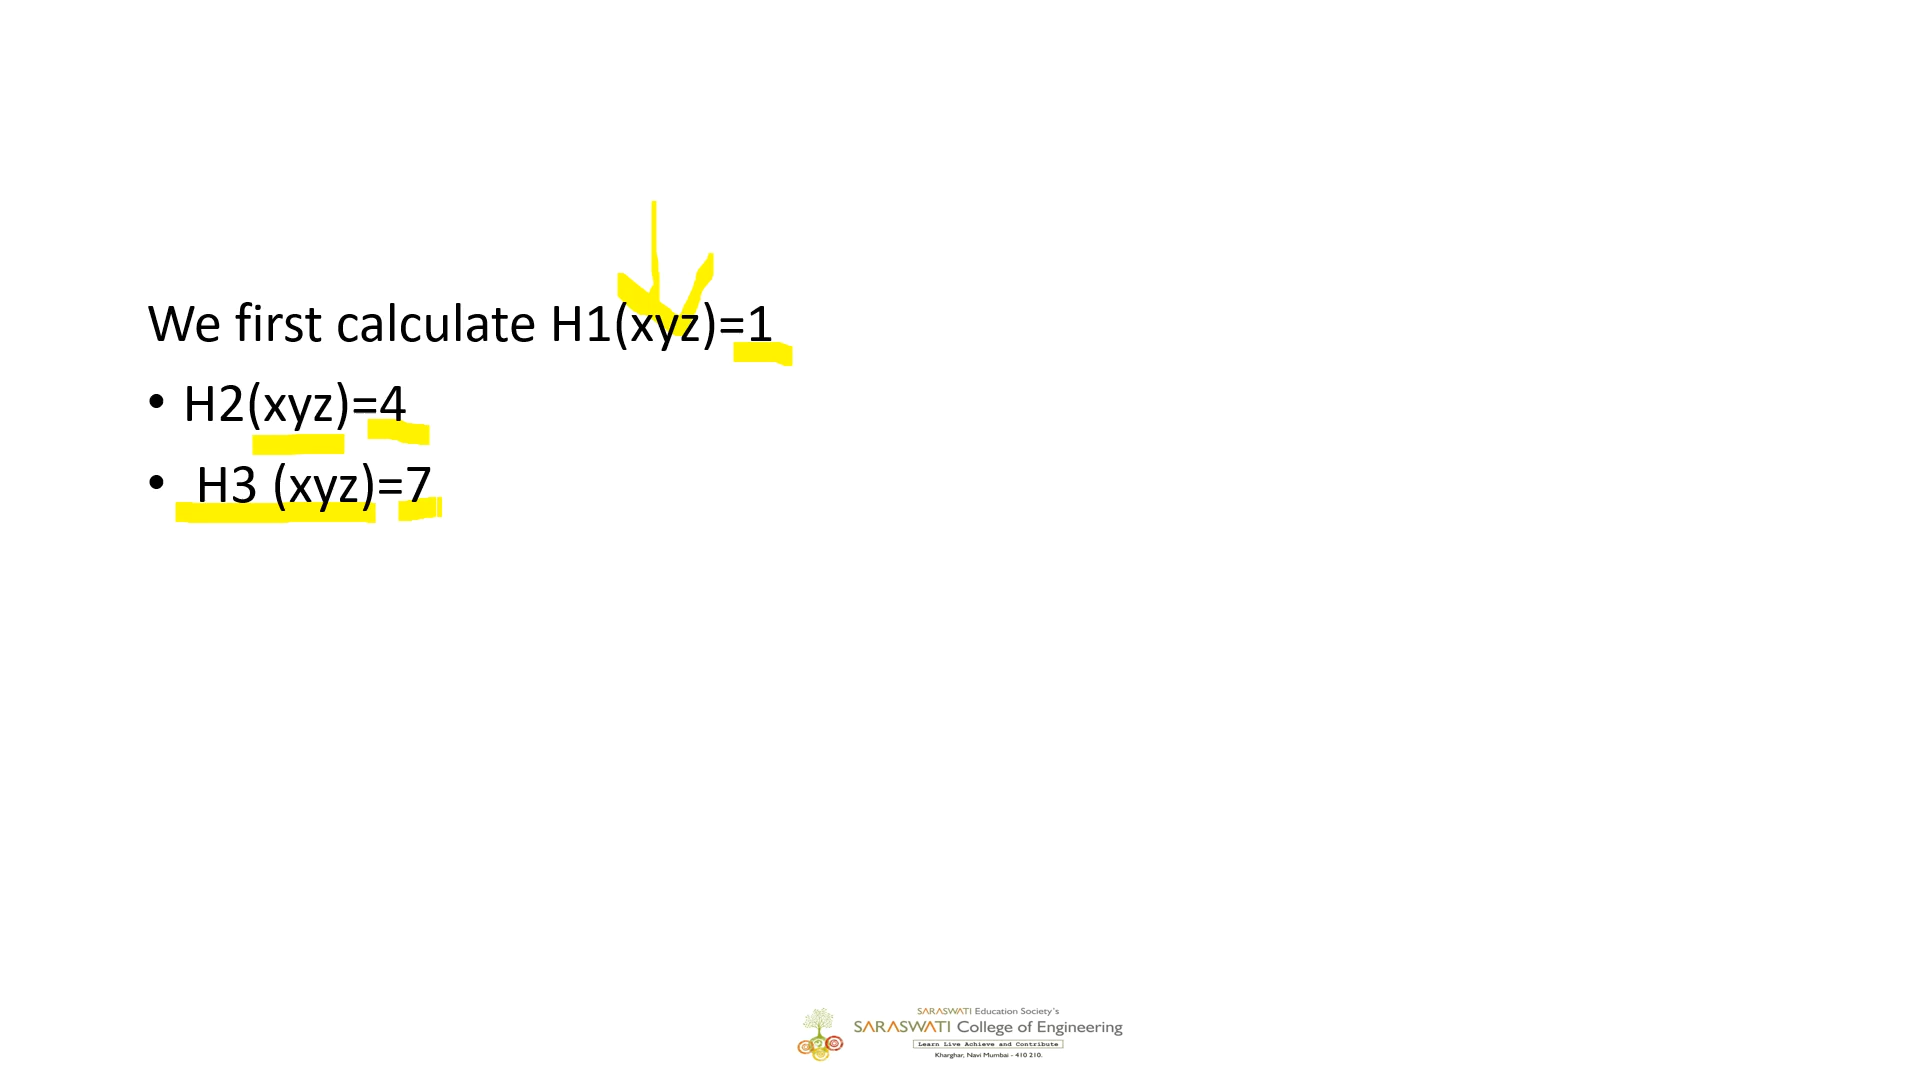 We first calculate H1(xyz)=1
• H2(xyz)=4
• H3 (xyz)=7
SARASWATI Education Society's
SARASWATI College of Engineering
Learn Live Achieve and Contribute
Kharghar, Navi Mumbai - 410 210.